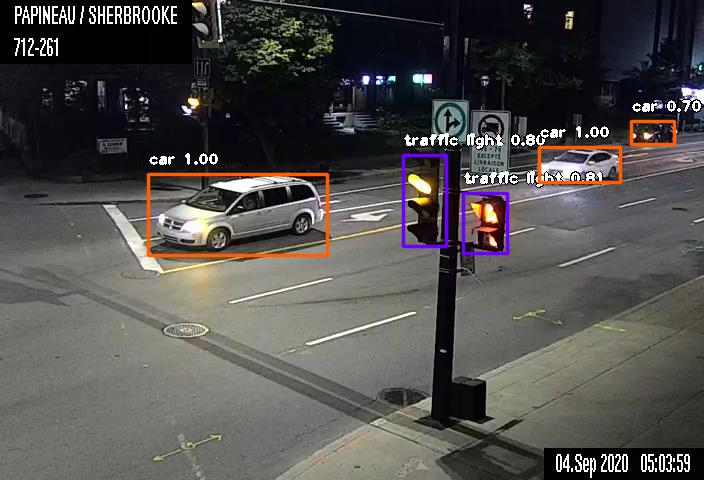 PAPINEAU / SHERBROOKE
712-261
car 0.70
traffic light 0.80
car 1.00
car 1.00
traffic light 0.81
EXCEPTÉ
LIVRAISON
04.Sep 2020 05:03:59